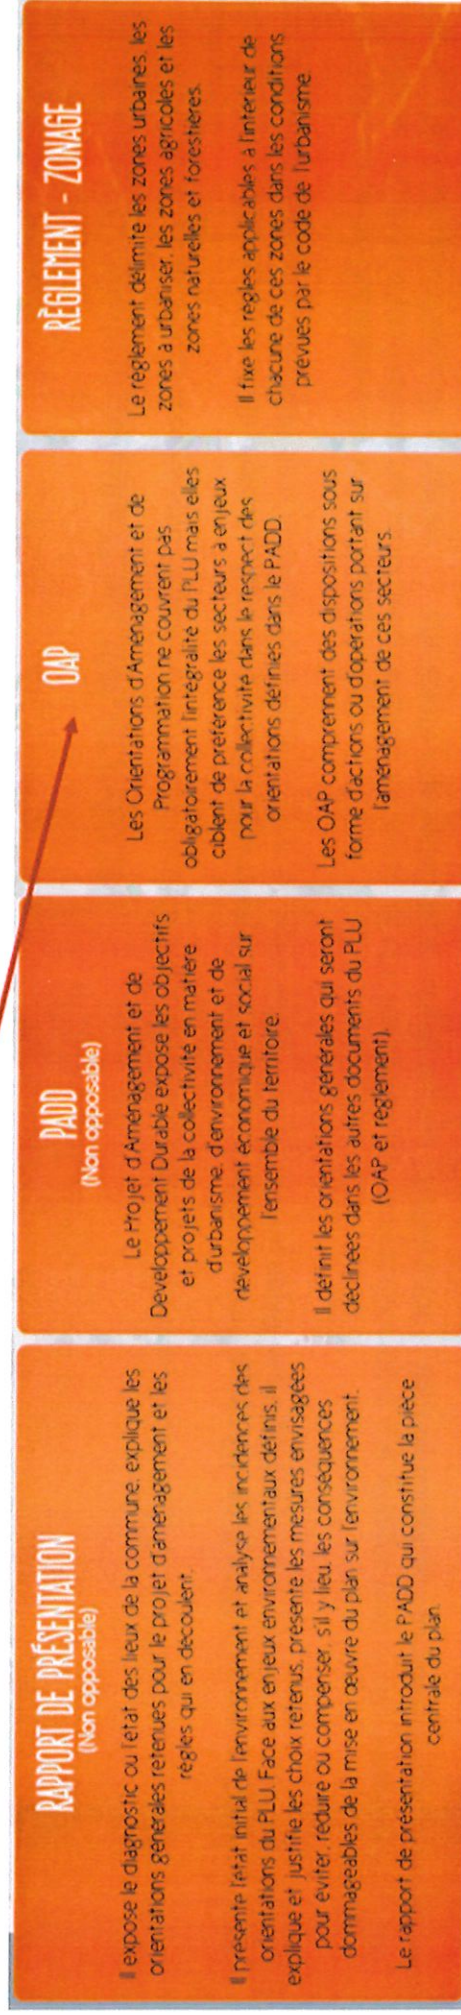 RAPPORT DE PRÉSENTATION
(Non opposable)
Il expose le diagnostic ou l'état des lieux de la commune, explique les
orientations générales retenues pour le projet d'aménagement et les
règles qui en découlent.
Il présente l'état initial de l'environnement et analyse les incidences des
orientations du PLU. Face aux enjeux environnementaux définis, il
explique et justifie les choix retenus, présente les mesures envisagées
pour éviter, réduire ou compenser, s'il y lieu, les conséquences
dommageables de la mise en œuvre du plan sur l'environnement.
Le rapport de présentation introduit le PADD qui constitue la pièce
centrale du plan.
PADD
(Non opposable)
Le Projet d'Aménagement et de
Développement Durable expose les objectifs
et projets de la collectivité en matière
d'urbanisme, d'environnement et de
développement économique et social sur
l'ensemble du territoire.
Il définit les orientations générales qui seront
déclinées dans les autres documents du PLU
(OAP et règlement).
OAP
Les Orientations d'Aménagement et de
Programmation ne couvrent pas
obligatoirement l'intégralité du PLU mais elles
ciblent de préférence les secteurs à enjeux
pour la collectivité dans le respect des
orientations définies dans le PADD.
Les OAP comprennent des dispositions sous
forme d'actions ou d'opérations portant sur
l'aménagement de ces secteurs.
RÈGLEMENT - ZONAGE
Le règlement délimite les zones urbaines, les
zones à urbaniser, les zones agricoles et les
zones naturelles et forestières.
Il fixe les règles applicables à l'intérieur de
chacune de ces zones dans les conditions
prévues par le code de l'urbanisme